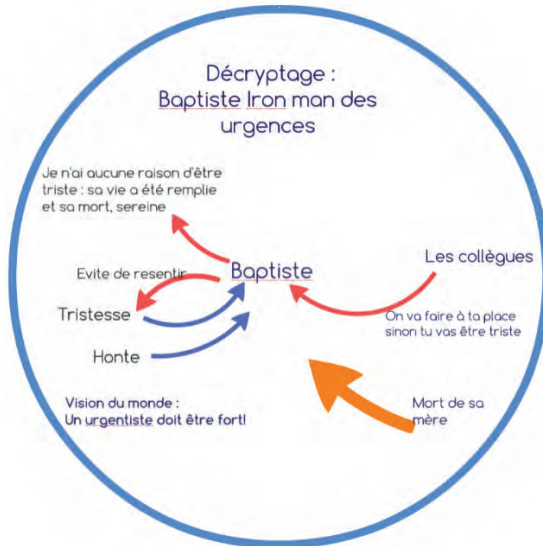 Décryptage :
Baptiste Iron man des
urgences
Je n'ai aucune raison d'être
triste : sa vie a été remplie
et sa mort, sereine
Evite de resentir
Baptiste
Les collègues
Tristesse
On va faire à ta place
sinon tu vas être triste
Honte
Vision du monde :
Un urgentiste doit être fort!
Mort de sa
mère